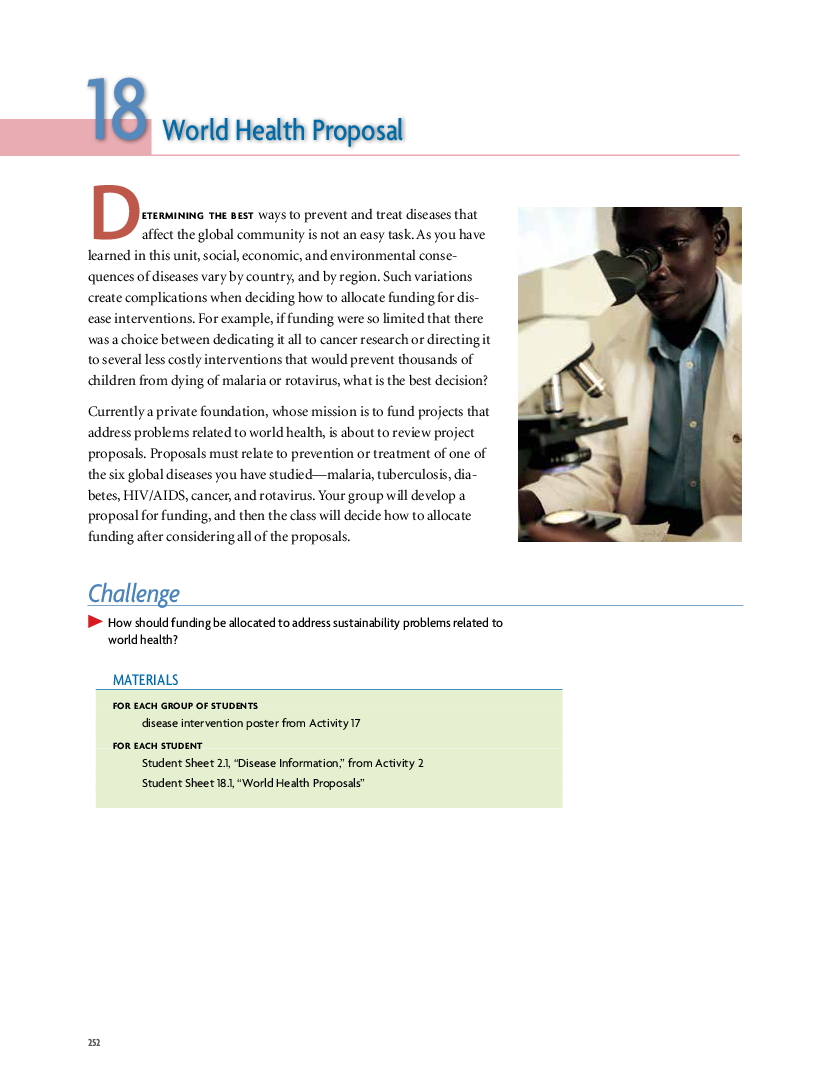 18 World Health Proposal
DETERMINING THE BEST ways to prevent and treat diseases that
affect the global community is not an easy task. As you have
learned in this unit, social, economic, and environmental conse-
quences of diseases vary by country, and by region. Such variations
create complications when deciding how to allocate funding for dis-
ease interventions. For example, if funding were so limited that there
was a choice between dedicating it all to cancer research or directing it
to several less costly interventions that would prevent thousands of
children from dying of malaria or rotavirus, what is the best decision?
Currently a private foundation, whose mission is to fund projects that
address problems related to world health, is about to review project
proposals. Proposals must relate to prevention or treatment of one of
the six global diseases you have studied—malaria, tuberculosis, dia-
betes, HIV/AIDS, cancer, and rotavirus. Your group will develop a
proposal for funding, and then the class will decide how to allocate
funding after considering all of the proposals.
Challenge
How should funding be allocated to address sustainability problems related to
world health?
MATERIALS
FOR EACH GROUP OF STUDENTS
disease intervention poster from Activity 17
FOR EACH STUDENT
Student Sheet 2.1, “Disease Information,” from Activity 2
Student Sheet 18.1, “World Health Proposals”
252